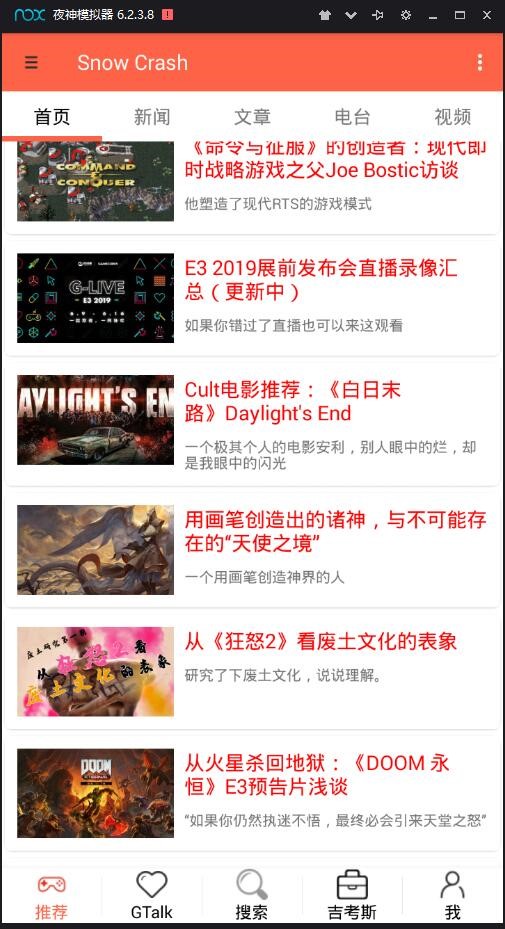 nox 夜神模拟器 6.2.3.8
Snow Crash
首页 新闻 文章 电台 视频
COMMAND & CONQUER
《命令与征服》的创造者：现代即
时战略游戏之父Joe Bostic访谈
他塑造了现代RTS的游戏模式
G-LIVE
E3 2019
6.9 - 6.16
E3 2019展前发布会直播录像汇
总（更新中）
如果你错过了直播也可以来这观看
AYLIGHT'S EN
Cult电影推荐：《白日末
路》Daylight's End
一个极其个人的电影安利，别人眼中的烂，却
是我眼中的闪光
用画笔创造出的诸神，与不可能存
在的“天使之境”
一个用画笔创造神界的人
废土研究第一辑
从狂怒2看
废土文化的表象
从《狂怒2》看废土文化的表象
研究了下废土文化，说说理解。
DOOM
从火星杀回地狱：《DOOM 永
恒》E3预告片浅谈
“如果你仍然执迷不悟，最终必会引来天堂之怒”
推荐 GTalk 搜索 吉考斯 我